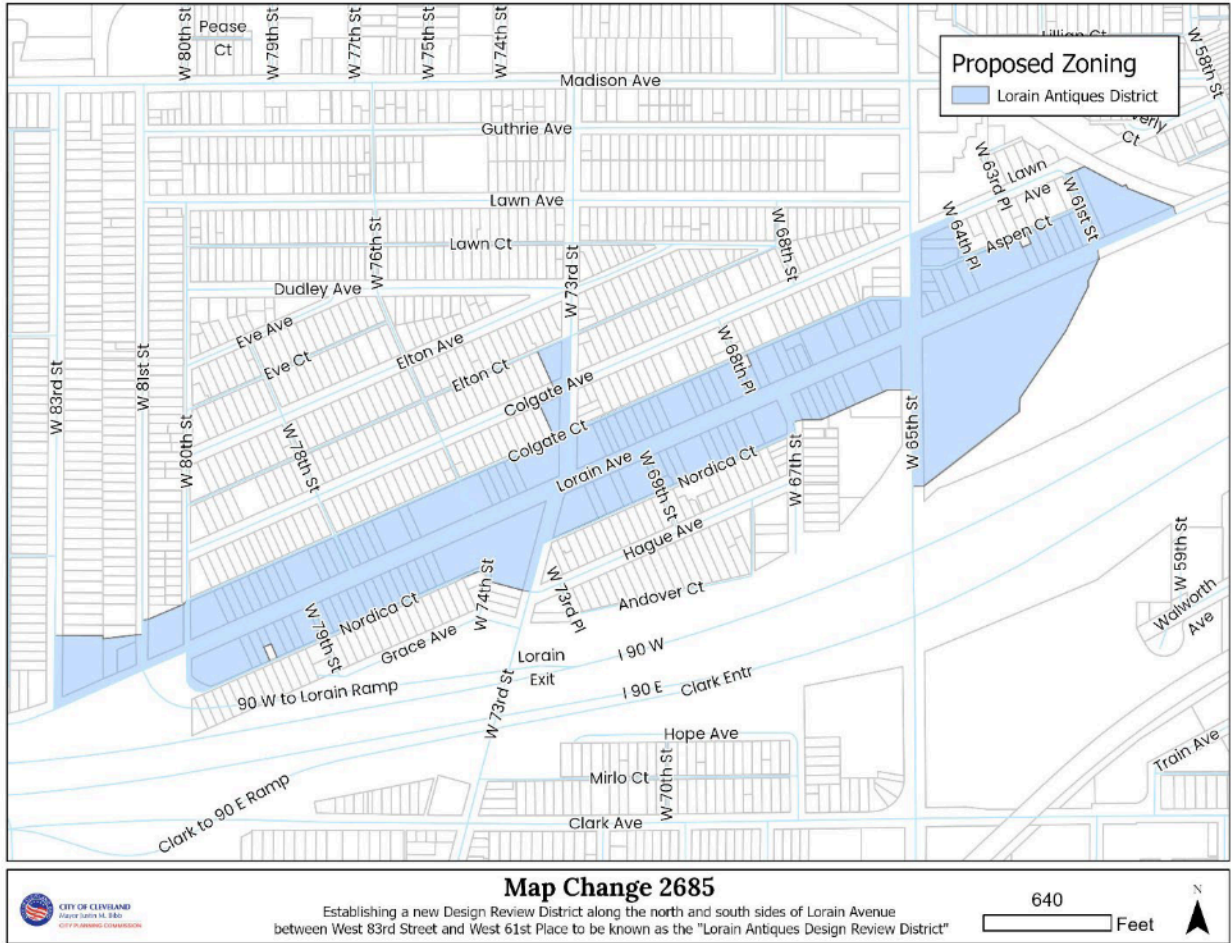 Pease
Ct
W 80th St
W 79th St
W 77th St
W 75th St
W 74th St
W 58th St
Proposed Zoning
Lorain Antiques District
Madison Ave
Guthrie Ave
Ct
W 63rd Pl
Lawn
Ave
W 61st St
Lawn Ave
W 76th St
Lawn Ct
W 73rd St
W 68th St
W 64th Pl
Aspen Ct
Dudley Ave
Eve Ave
Eve Ct
Elton Ave
Elton Ct
W 68th Pl
W 83rd St
W 81st St
Colgate Ave
W 80th St
W 78th St
Colgate Ct
Lorain Ave
W 69th St
Nordica Ct
W 67th St
W 65th St
Hague Ave
W 59th St
W 79th St
Nordica Ct
W 74th St
W 73rd Pl
Andover Ct
Walworth
Ave
Grace Ave
Lorain
Exit
I 90 W
90 W to Lorain Ramp
W 73rd St
I 90 E
Clark Entr
Hope Ave
W 70th St
Mirlo Ct
Train Ave
Clark to 90 E Ramp
Clark Ave
CITY OF CLEVELAND
Mayor Justin M. Bibb
CITY PLANNING COMMISSION
Map Change 2685
Establishing a new Design Review District along the north and south sides of Lorain Avenue
between West 83rd Street and West 61st Place to be known as the "Lorain Antiques Design Review District"
640
Feet
N